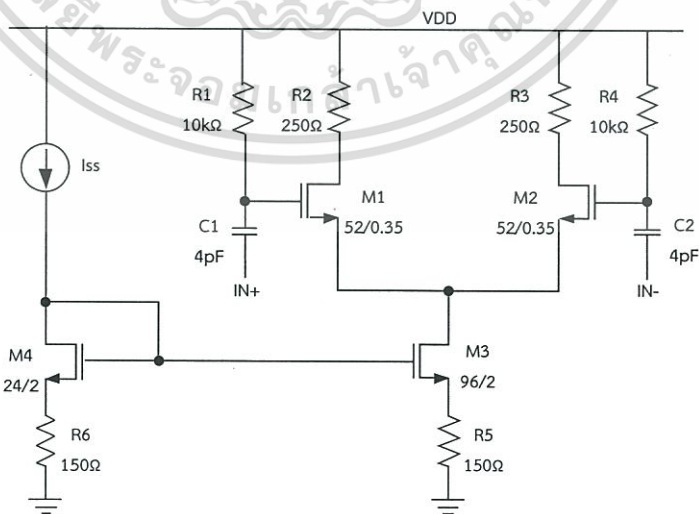 VDD
R1
10kΩ
R2
250Ω
R3
250Ω
R4
10kΩ
Iss
M1
52/0.35
M2
52/0.35
C1
4pF
IN+
C2
4pF
IN-
M4
24/2
M3
96/2
R6
150Ω
R5
150Ω